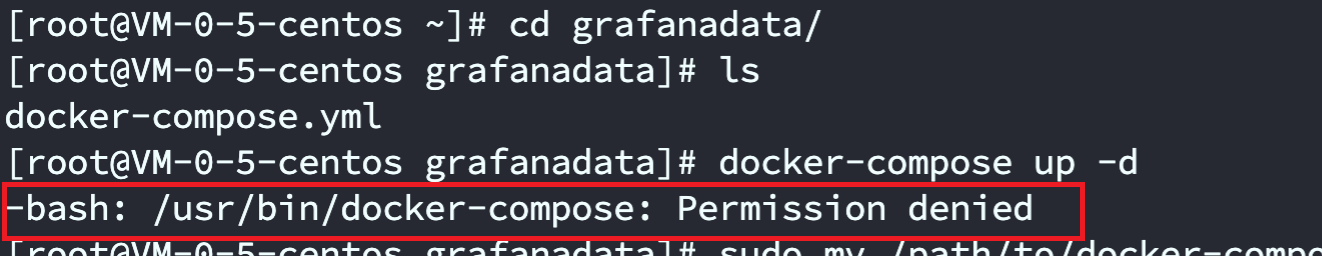 [root@VM-0-5-centos ~]# cd grafanadata/
[root@VM-0-5-centos grafanadata]# ls
docker-compose.yml
[root@VM-0-5-centos grafanadata]# docker-compose up -d
-bash: /usr/bin/docker-compose: Permission denied
[root@VM-0-5-centos grafanadata]# sudo mv /path/to/docker-compo